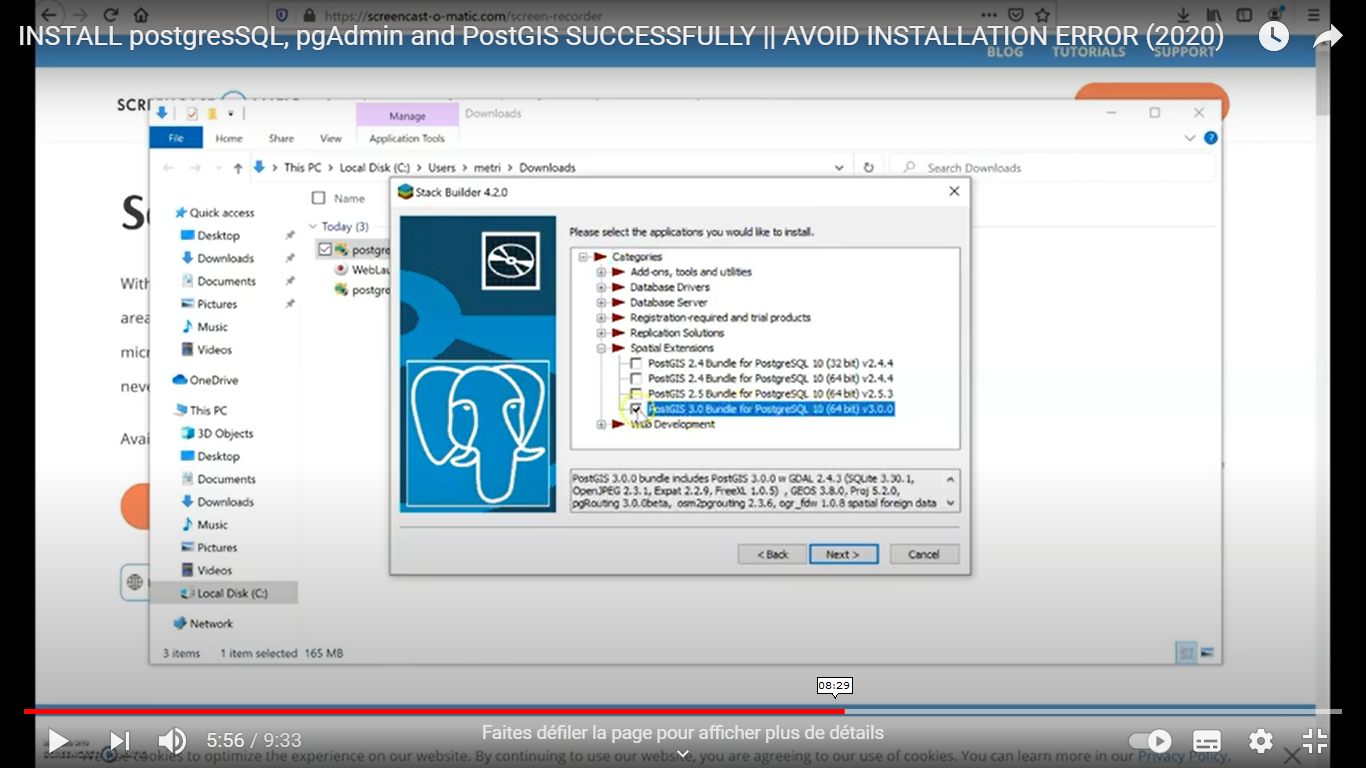 https://screencast-o-matic.com/screen-recorder
INSTALL postgresSQL, pgAdmin and PostGIS SUCCESSFULLY || AVOID INSTALLATION ERROR (2020)
BLOG TUTORIALS SUPPORT
Manage Downloads
File Home Share View Application Tools
This PC > Local Disk (C:) > Users > metri > Downloads Search Downloads
Name
Today (3)
postgre
WebLau
postgre
Quick access
Desktop
Downloads
Documents
Pictures
Music
Videos
OneDrive
This PC
3D Objects
Desktop
Documents
Downloads
Music
Pictures
Videos
Local Disk (C:)
Network
3 items 1 item selected 165 MB
With
area
micr
neve
Avai
Stack Builder 4.2.0
Please select the applications you would like to install.
Categories
Add-ons, tools and utilities
Database Drivers
Database Server
Registration-required and trial products
Replication Solutions
Spatial Extensions
PostGIS 2.4 Bundle for PostgreSQL 10 (32 bit) v2.4.4
PostGIS 2.4 Bundle for PostgreSQL 10 (64 bit) v2.4.4
PostGIS 2.5 Bundle for PostgreSQL 10 (64 bit) v2.5.3
PostGIS 3.0 Bundle for PostgreSQL 10 (64 bit) v3.0.0
Web Development
PostGIS 3.0.0 bundle includes PostGIS 3.0.0 w GDAL 2.4.3 (SQLite 3.30.1,
OpenJPEG 2.3.1, Expat 2.2.9, FreeXL 1.0.5) , GEOS 3.8.0, Proj 5.2.0,
pgRouting 3.0.0beta, osm2pgrouting 2.3.6, ogr_fdw 1.0.8 spatial foreign data
< Back Next > Cancel
08:29
5:56 / 9:33
Faites défiler la page pour afficher plus de détails
cookies to optimize the experience on our website. By continuing to use our website, you are agreeing to our use of cookies. You can learn more in our Privacy Policy.